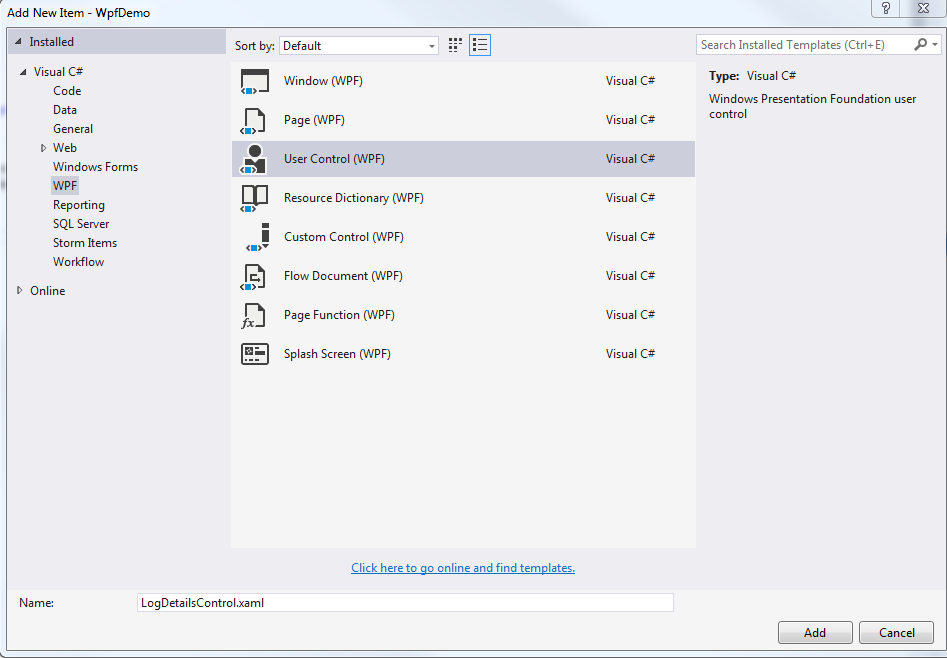 Add New Item - WpfDemo
?
Installed
Sort by: Default
Search Installed Templates (Ctrl+E)
Visual C#
Code
Data
General
Web
Windows Forms
WPF
Reporting
SQL Server
Storm Items
Workflow
Online
Window (WPF) Visual C#
Page (WPF) Visual C#
User Control (WPF) Visual C#
Resource Dictionary (WPF) Visual C#
Custom Control (WPF) Visual C#
Flow Document (WPF) Visual C#
Page Function (WPF) Visual C#
Splash Screen (WPF) Visual C#
Type: Visual C#
Windows Presentation Foundation user
control
Click here to go online and find templates.
Name: LogDetailsControl.xaml
Add Cancel